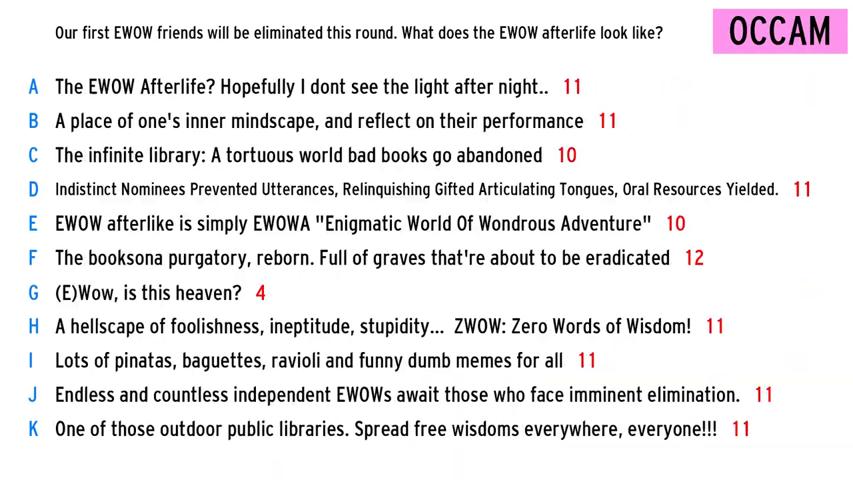 Our first EWOW friends will be eliminated this round. What does the EWOW afterlife look like?
OCCAM
A The EWOW Afterlife? Hopefully I dont see the light after night.. 11
B A place of one's inner mindscape, and reflect on their performance 11
C The infinite library: A tortuous world bad books go abandoned 10
D Indistinct Nominees Prevented Utterances, Relinquishing Gifted Articulating Tongues, Oral Resources Yielded. 11
E EWOW afterlike is simply EWOWA "Enigmatic World Of Wondrous Adventure" 10
F The booksona purgatory, reborn. Full of graves that're about to be eradicated 12
G (E)Wow, is this heaven? 4
H A hellscape of foolishness, ineptitude, stupidity... ZWOW: Zero Words of Wisdom! 11
I Lots of pinatas, baguettes, ravioli and funny dumb memes for all 11
J Endless and countless independent EWOWs await those who face imminent elimination. 11
K One of those outdoor public libraries. Spread free wisdoms everywhere, everyone!!! 11